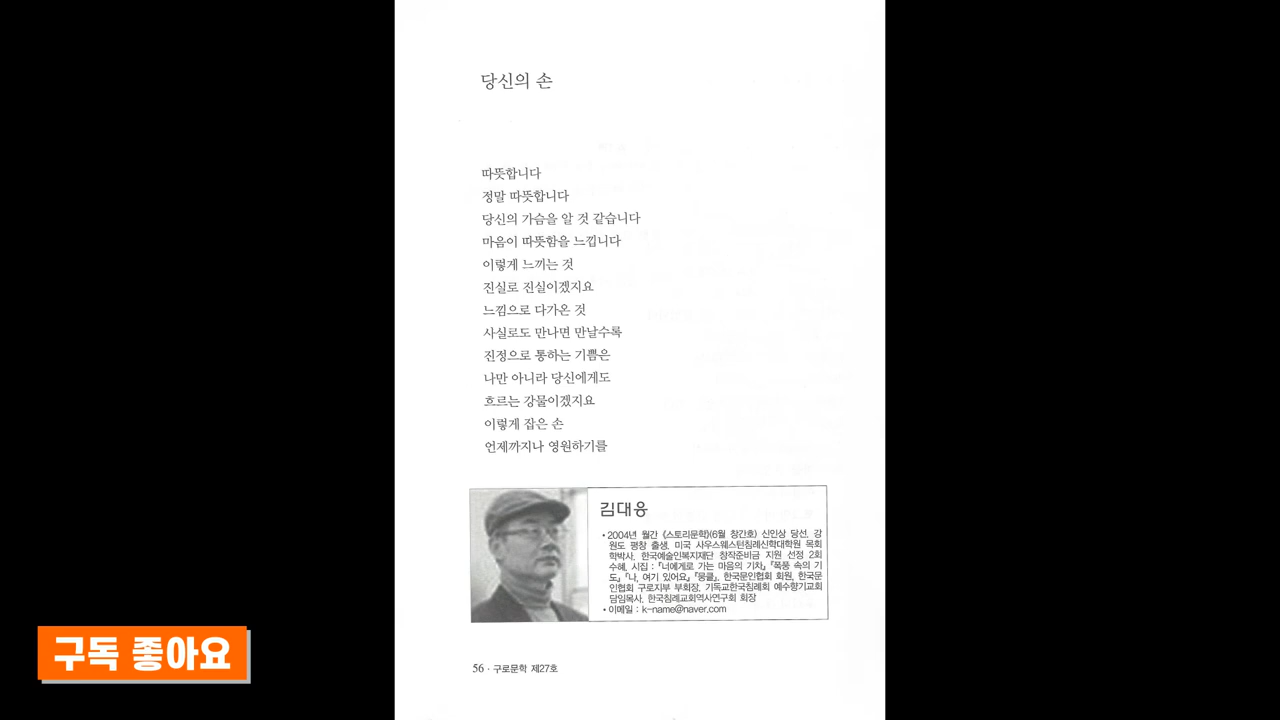 당신의 손
따뜻합니다
정말 따뜻합니다
당신의 가슴을 알 것 같습니다
마음이 따뜻함을 느낍니다
이렇게 느끼는 것
진실로 진실이겠지요
느낌으로 다가온 것
사실로도 만나면 만날수록
진정으로 통하는 기쁨은
나만 아니라 당신에게도
흐르는 강물이겠지요
이렇게 잡은 손
언제까지나 영원하기를
김대응
• 2004년 월간 《스토리문학》(6월 창간호) 신인상 당선. 강
원도 평창 출생. 미국 사우스웨스턴침례신학대학원 목회
학박사. 한국예술인복지재단 창작준비금 지원 선정 2회
수혜. 시집 : 『너에게로 가는 마음의 기차』 『폭풍 속의 기
도』 『나, 여기 있어요』 『뭉클』. 한국문인협회 회원, 한국문
인협회 구로지부 부회장. 기독교한국침례회 예수향기교회
담임목사. 한국침례교회역사연구회 회장
• 이메일 : k-name@naver.com
구독 좋아요
56 · 구로문학 제27호